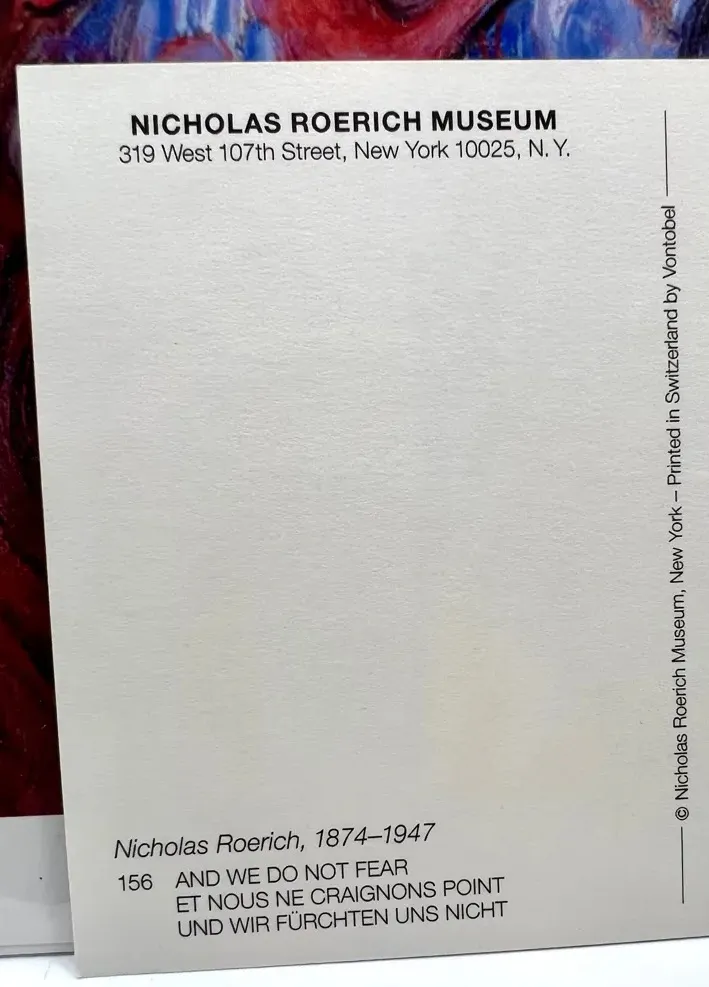 NICHOLAS ROERICH MUSEUM
319 West 107th Street, New York 10025, N. Y.
© Nicholas Roerich Museum, New York – Printed in Switzerland by Vontobel
Nicholas Roerich, 1874–1947
156 AND WE DO NOT FEAR
ET NOUS NE CRAIGNONS POINT
UND WIR FÜRCHTEN UNS NICHT